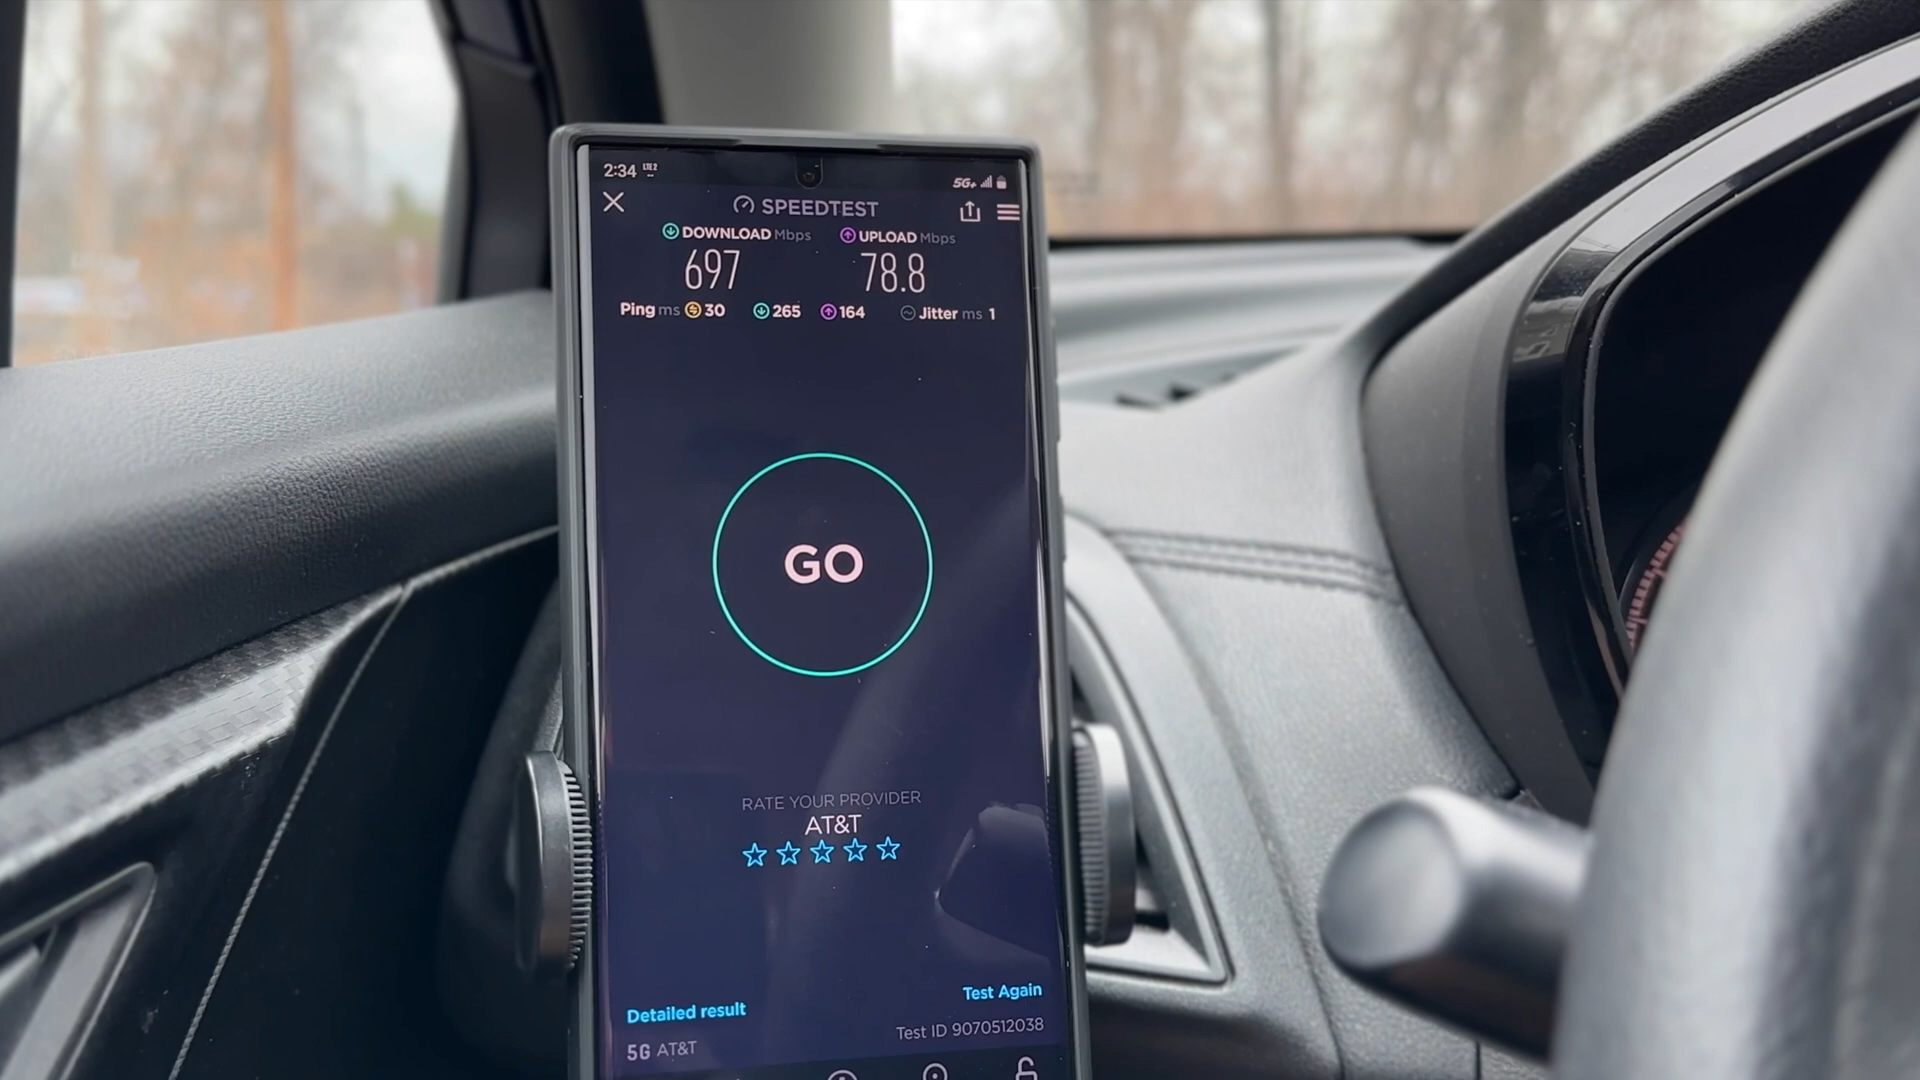 2:34 LTE2 5G+
SPEEDTEST
DOWNLOAD Mbps UPLOAD Mbps
697 78.8
Ping ms 30 265 164 Jitter ms 1
GO
RATE YOUR PROVIDER
AT&T
Detailed result Test Again
5G AT&T Test ID 9070512038